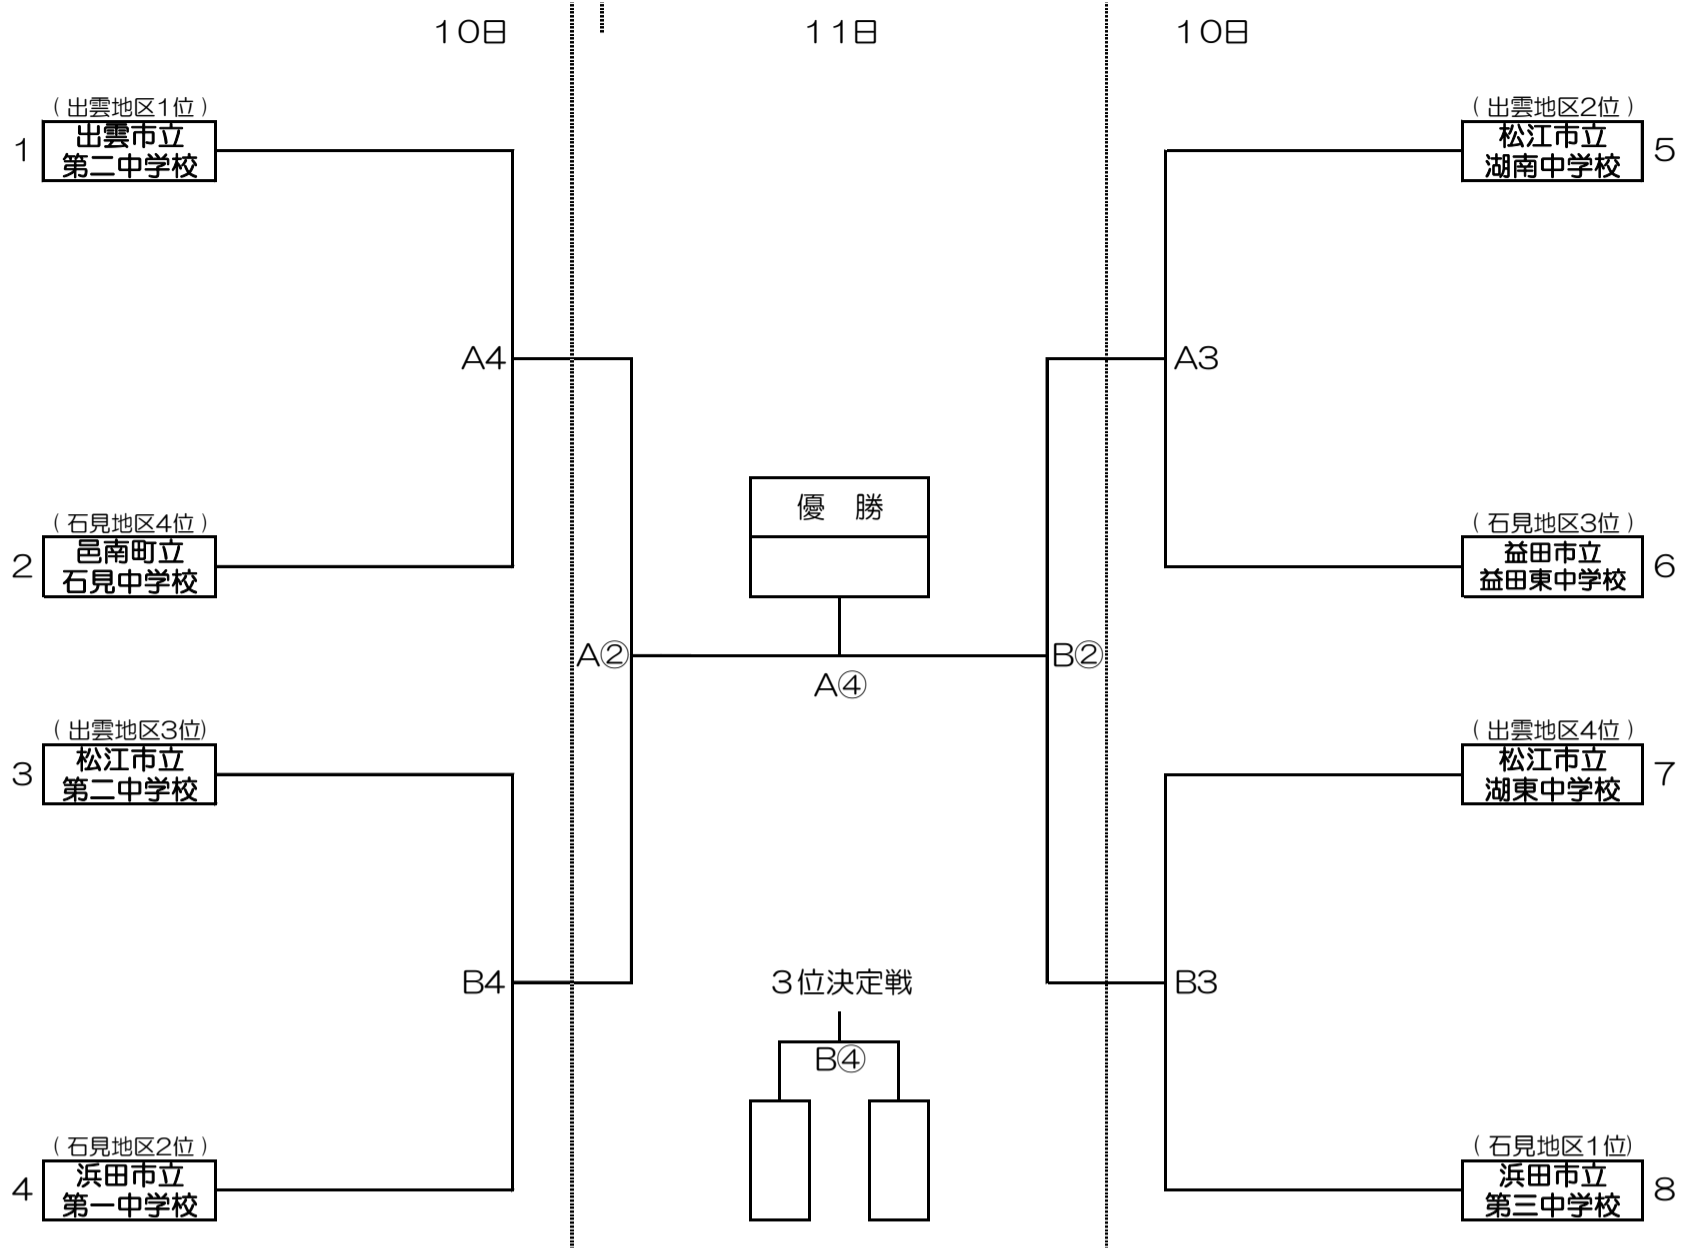 10日
11日
10日
(出雲地区1位)
1
出雲市立
第二中学校
(出雲地区2位)
松江市立
湖南中学校
5
A4
A3
優　勝
(石見地区4位)
2
邑南町立
石見中学校
(石見地区3位)
益田市立
益田東中学校
6
A②
B②
A④
(出雲地区3位)
3
松江市立
第二中学校
(出雲地区4位)
松江市立
湖東中学校
7
B4
3位決定戦
B3
B④
(石見地区2位)
4
浜田市立
第一中学校
(石見地区1位)
浜田市立
第三中学校
8